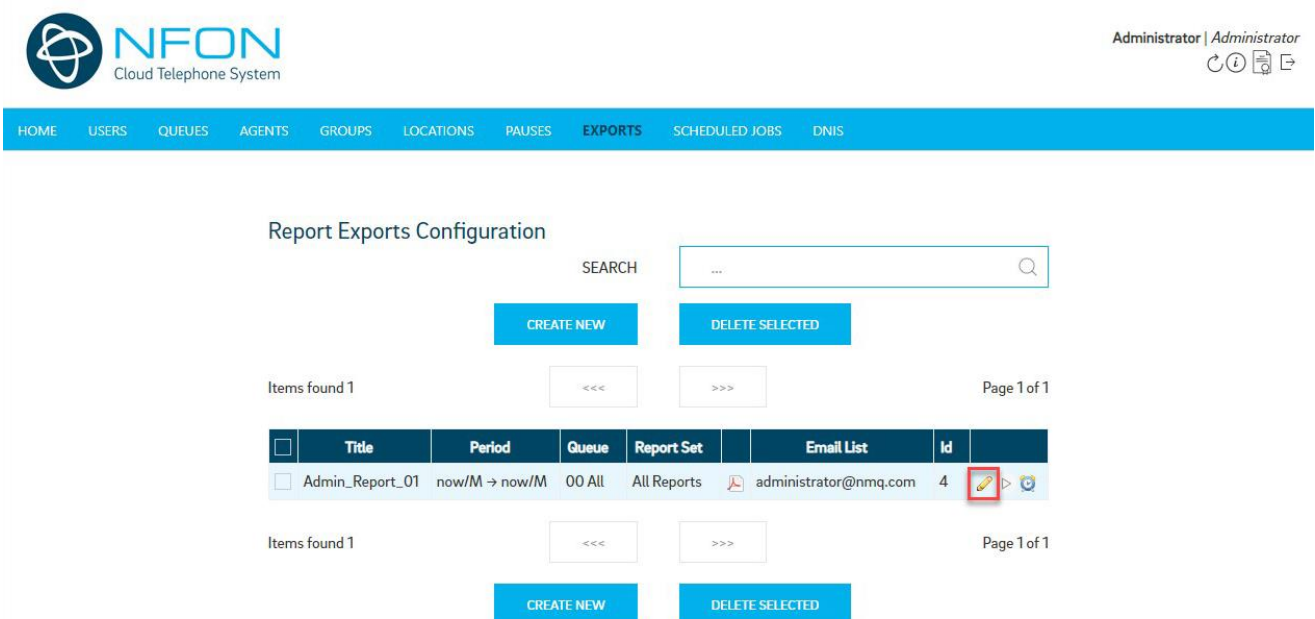 NFON
Cloud Telephone System
Administrator | Administrator
HOME USERS QUEUES AGENTS GROUPS LOCATIONS PAUSES EXPORTS SCHEDULED JOBS DNIS
Report Exports Configuration
SEARCH ...
CREATE NEW DELETE SELECTED
Items found 1 <<< >>> Page 1 of 1
Title Period Queue Report Set Email List Id
Admin_Report_01 now/M → now/M 00 All All Reports administrator@nmq.com 4
Items found 1 <<< >>> Page 1 of 1
CREATE NEW DELETE SELECTED